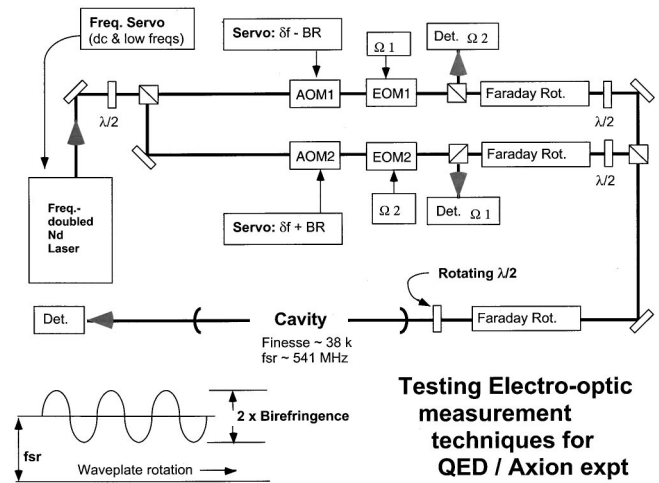 Freq. Servo
(dc & low freqs)
Servo: δf - BR
Ω 1
Det. Ω 2
AOM1
EOM1
Faraday Rot.
λ/2
λ/2
AOM2
EOM2
Faraday Rot.
λ/2
Freq.-
doubled
Nd
Laser
Servo: δf + BR
Ω 2
Det. Ω 1
Rotating λ/2
Det.
Cavity
Faraday Rot.
Finesse ~ 38 k
fsr ~ 541 MHz
2 x Birefringence
fsr
Waveplate rotation
Testing Electro-optic
measurement
techniques for
QED / Axion expt